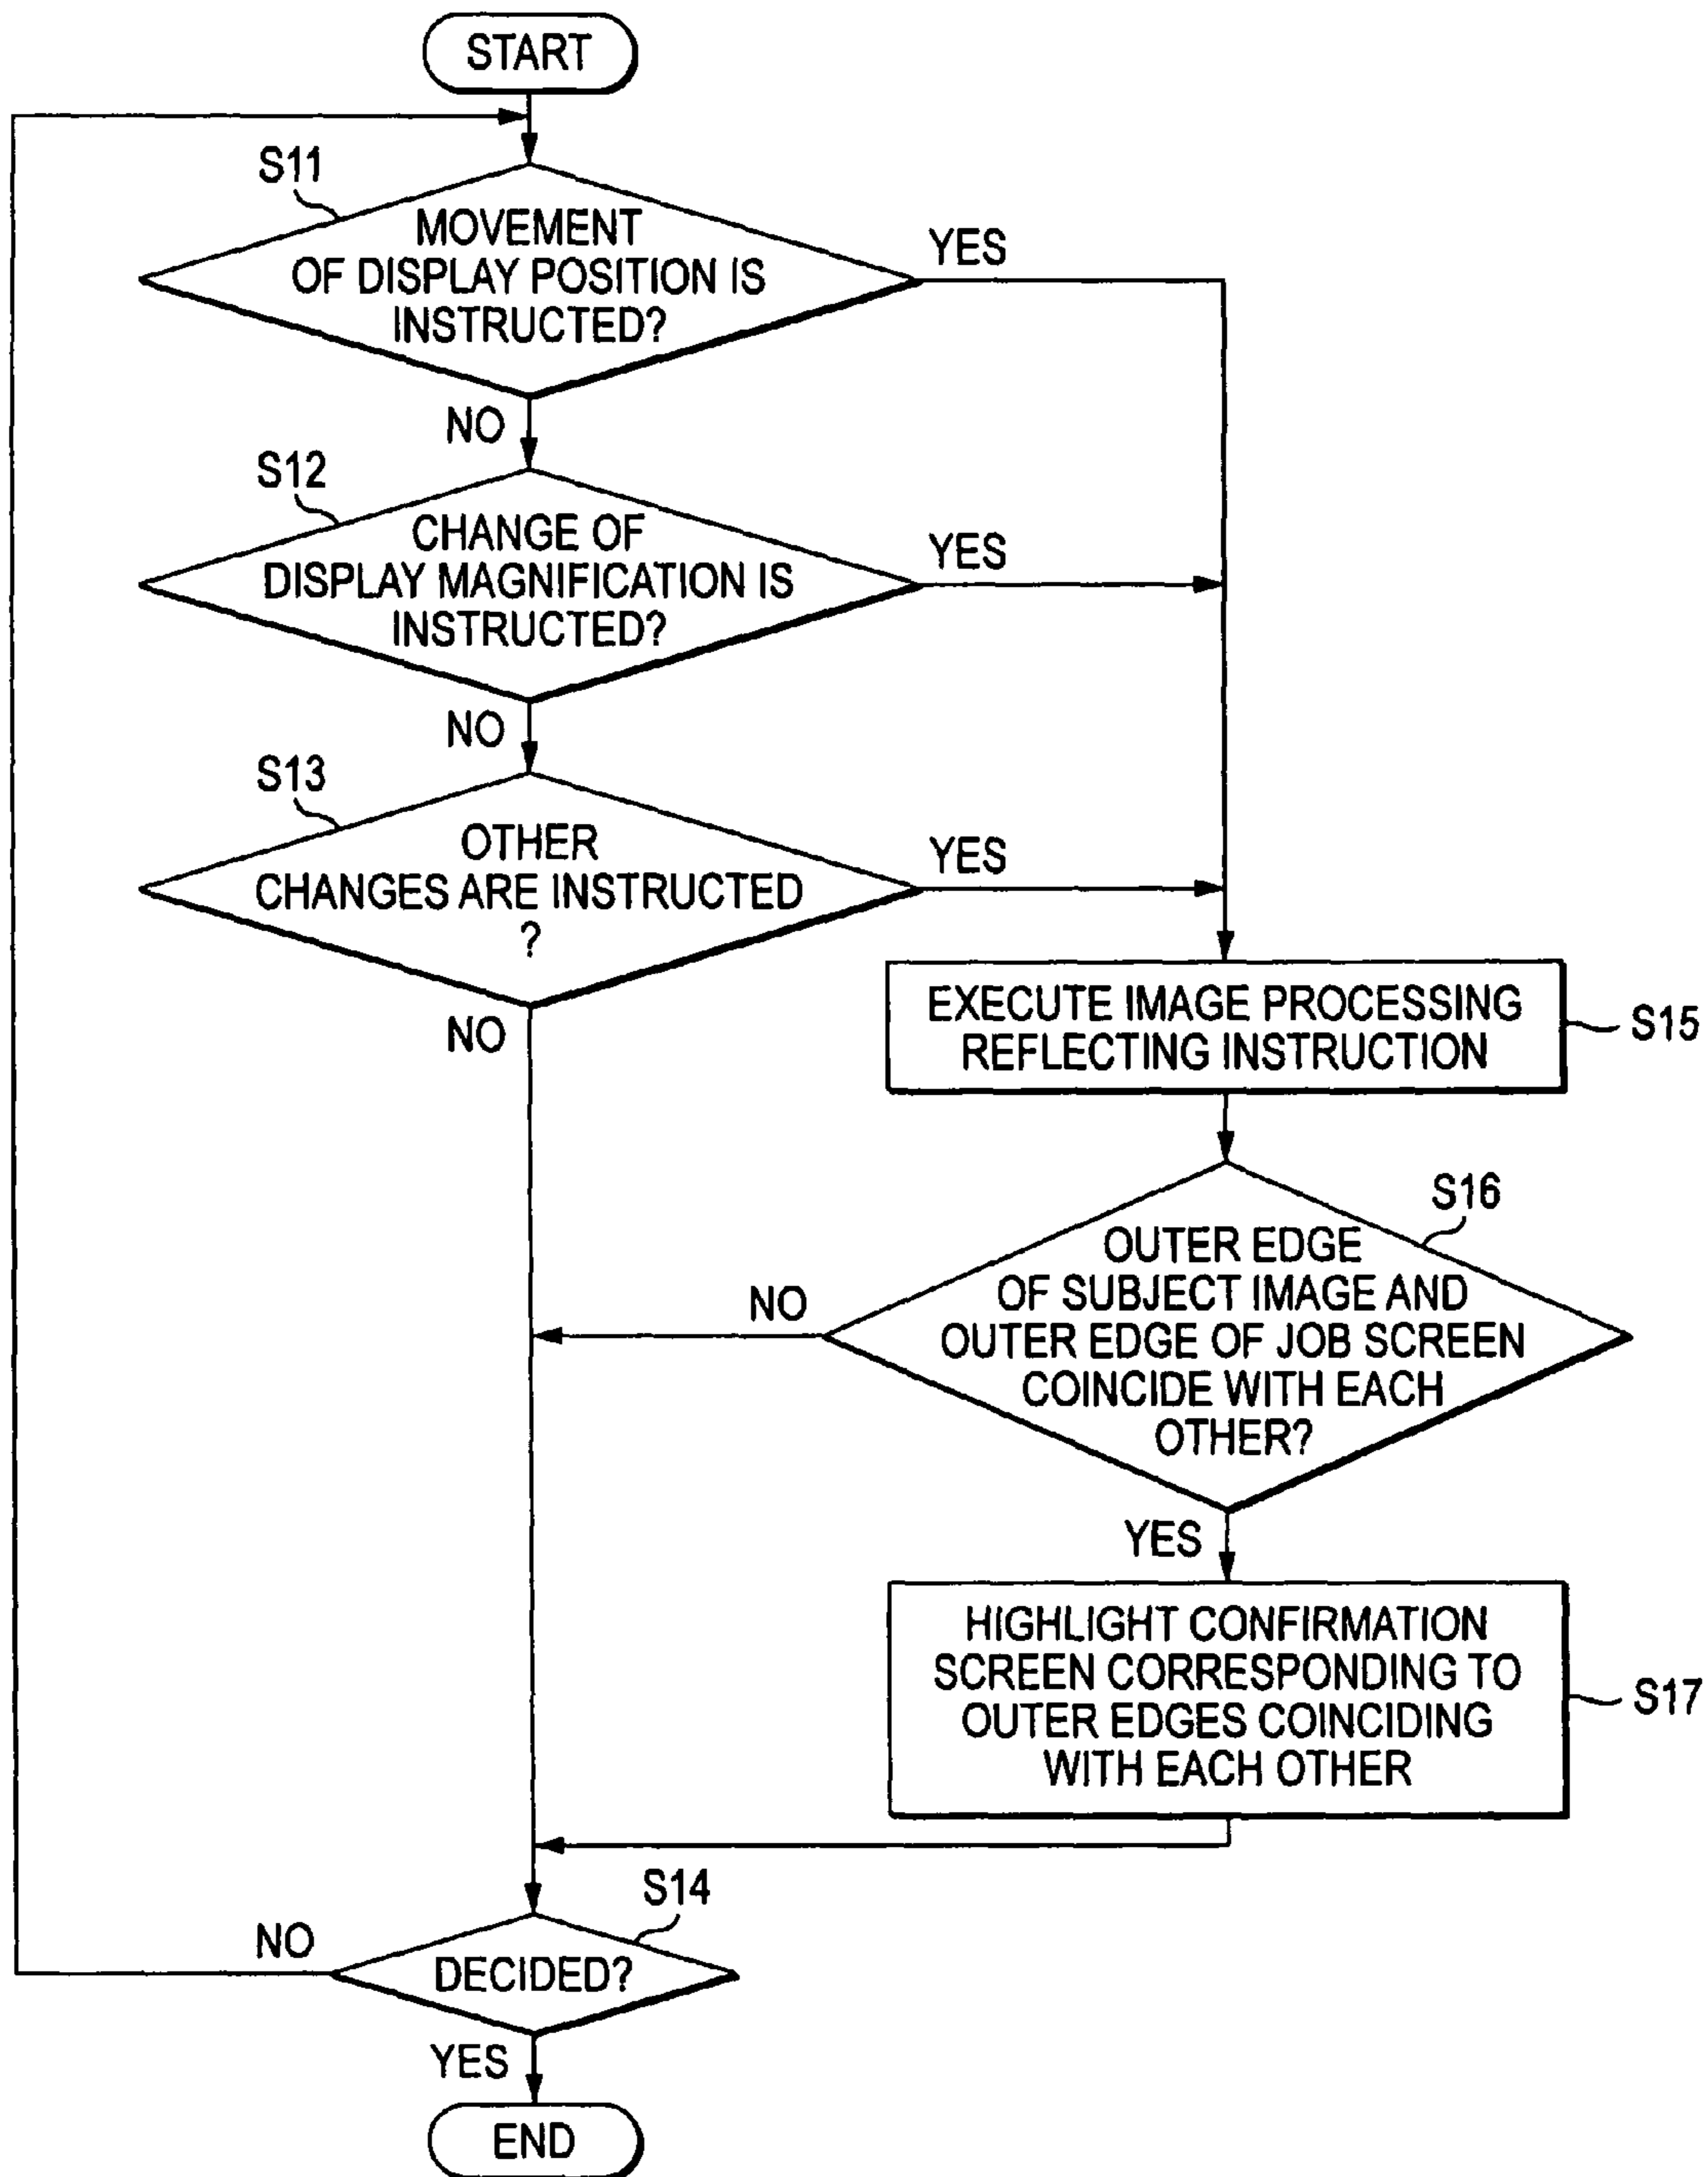 START
S11
MOVEMENT
OF DISPLAY POSITION IS
INSTRUCTED?
YES
NO
S12
CHANGE OF
DISPLAY MAGNIFICATION IS
INSTRUCTED?
YES
NO
S13
OTHER
CHANGES ARE INSTRUCTED
?
YES
NO
EXECUTE IMAGE PROCESSING
REFLECTING INSTRUCTION
S15
S16
OUTER EDGE
OF SUBJECT IMAGE AND
OUTER EDGE OF JOB SCREEN
COINCIDE WITH EACH
OTHER?
NO
YES
HIGHLIGHT CONFIRMATION
SCREEN CORRESPONDING TO
OUTER EDGES COINCIDING
WITH EACH OTHER
S17
S14
DECIDED?
NO
YES
END